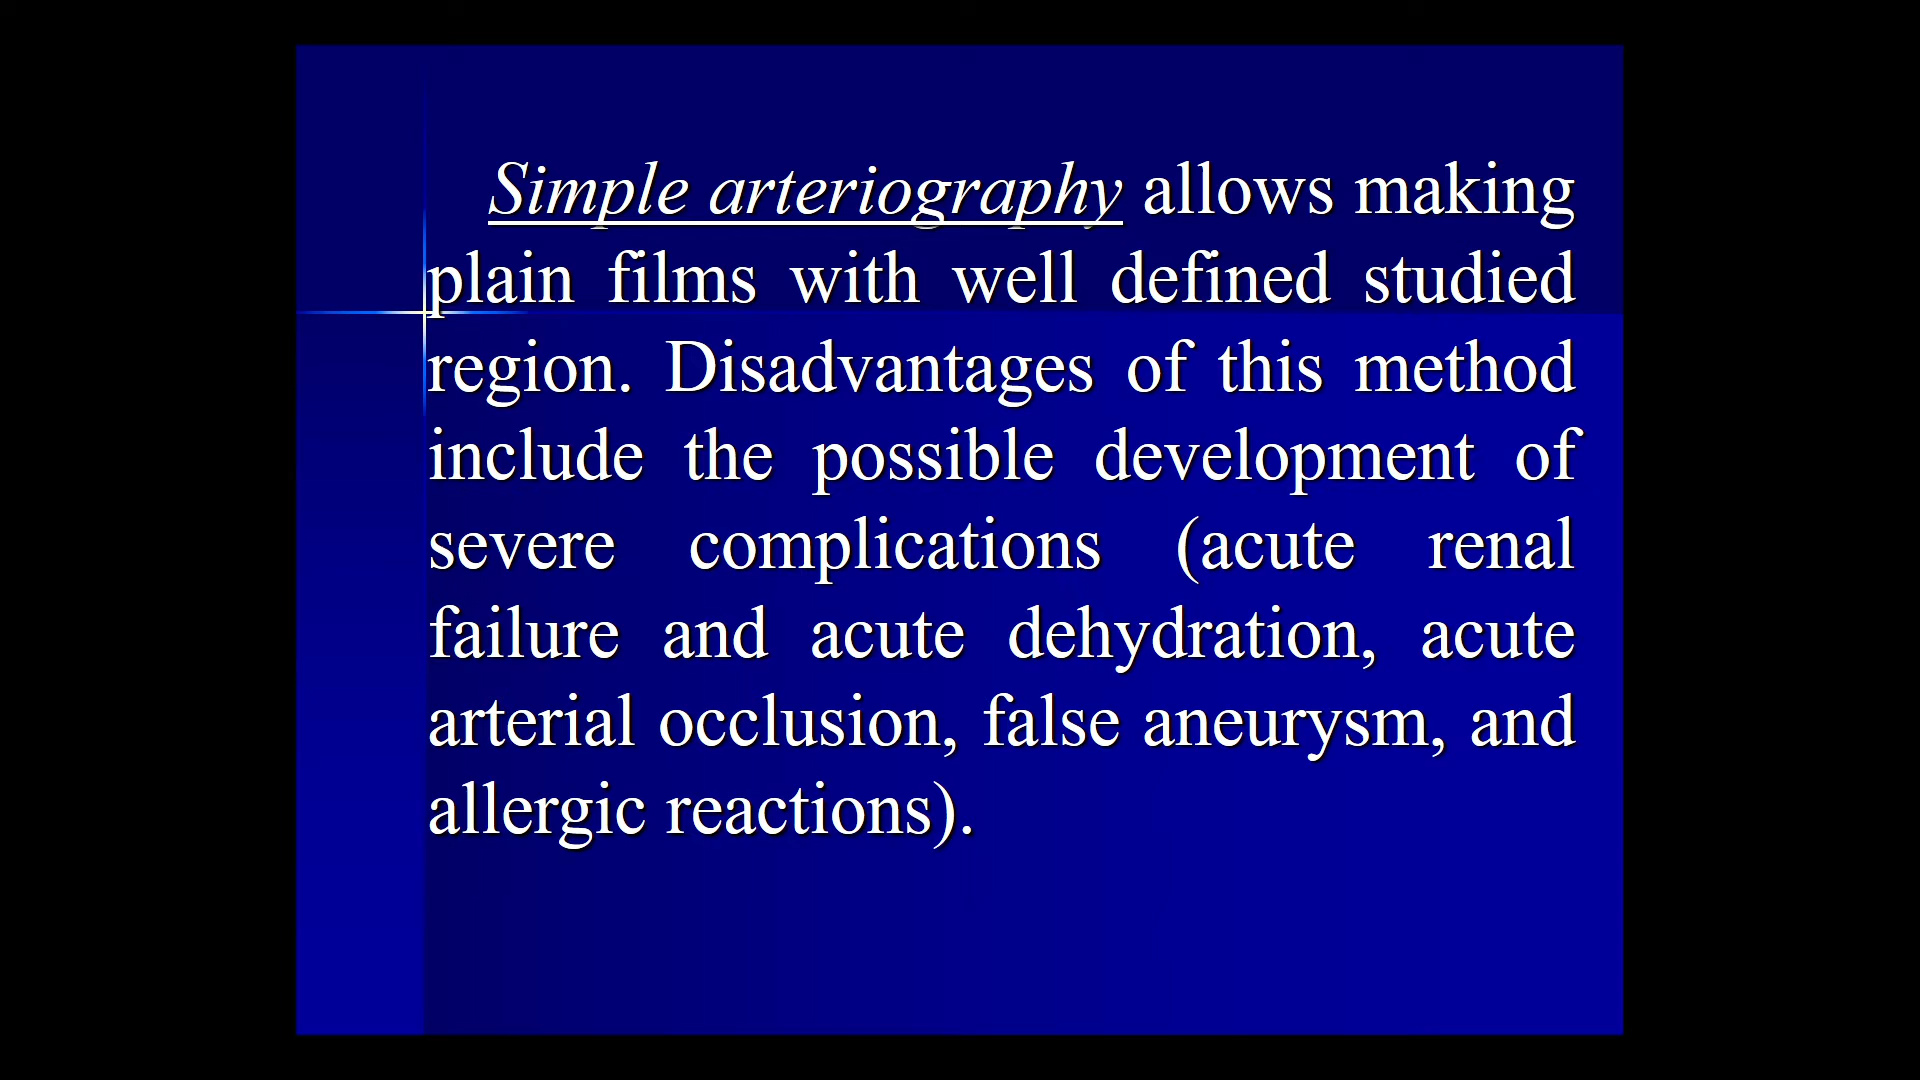 Simple arteriography allows making
plain films with well defined studied
region. Disadvantages of this method
include the possible development of
severe complications (acute renal
failure and acute dehydration, acute
arterial occlusion, false aneurysm, and
allergic reactions).